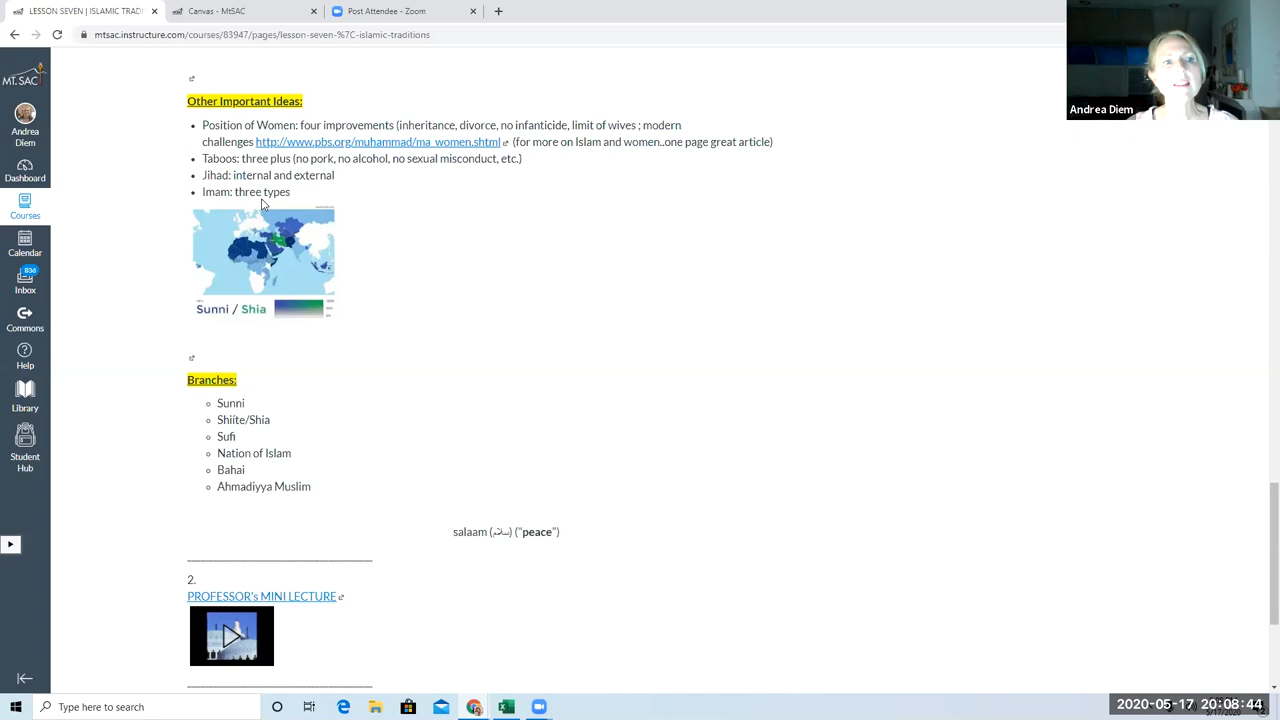 LESSON SEVEN | ISLAMIC TRADI
Canvas - MtSAC
Post Attendee - Zoom
mtsac.instructure.com/courses/83947/pages/lesson-seven-%7C-islamic-traditions
MT. SAC
Andrea Diem
Dashboard
Courses
Calendar
836
Inbox
Commons
Help
Library
Student Hub
Andrea Diem
Other Important Ideas:
Position of Women: four improvements (inheritance, divorce, no infanticide, limit of wives ; modern
challenges http://www.pbs.org/muhammad/ma_women.shtml (for more on Islam and women..one page great article)
Taboos: three plus (no pork, no alcohol, no sexual misconduct, etc.)
Jihad: internal and external
Imam: three types
Sunni / Shia
Branches:
Sunni
Shiíte/Shia
Sufi
Nation of Islam
Bahai
Ahmadiyya Muslim
salaam (سلام) ("peace")
2.
PROFESSOR's MINI LECTURE
Type here to search
2020-05-17 20:08:44